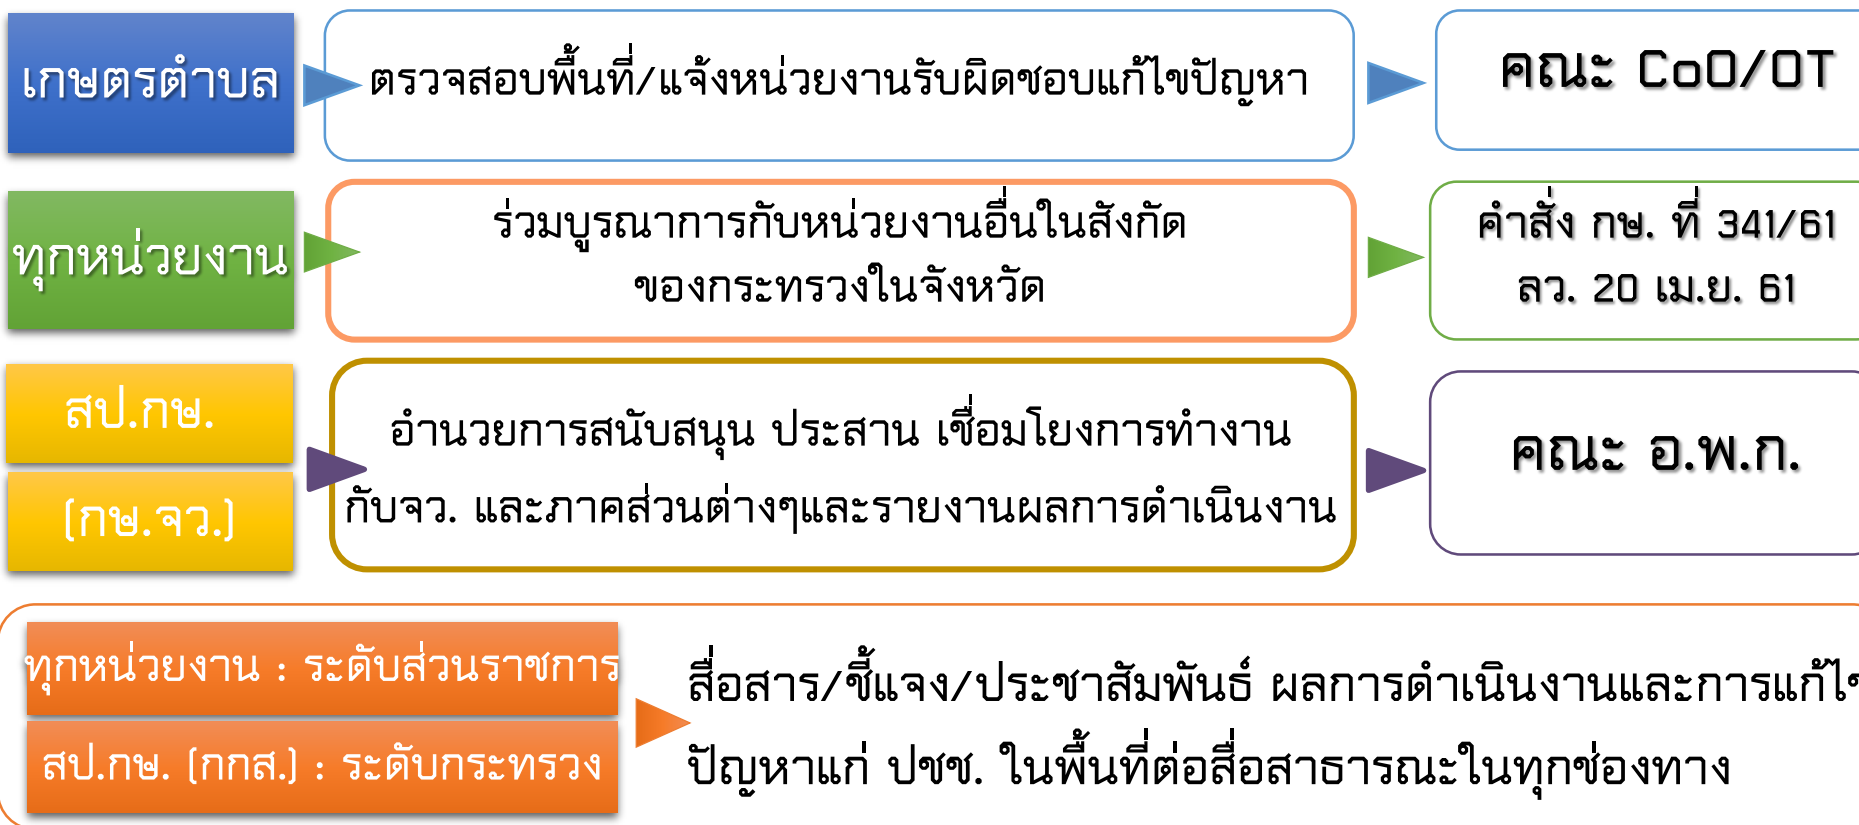 เกษตรตำบล
ตรวจสอบพื้นที่/แจ้งหน่วยงานรับผิดชอบแก้ไขปัญหา
คณะ CoO/OT
ทุกหน่วยงาน
ร่วมบูรณาการกับหน่วยงานอื่นในสังกัด
ของกระทรวงในจังหวัด
คำสั่ง กษ. ที่ 341/61
ลว. 20 เม.ย. 61
สป.กษ.
(กษ.จว.)
อำนวยการสนับสนุน ประสาน เชื่อมโยงการทำงาน
กับจว. และภาคส่วนต่างๆและรายงานผลการดำเนินงาน
คณะ อ.พ.ก.
ทุกหน่วยงาน : ระดับส่วนราชการ
สป.กษ. (กกส.) : ระดับกระทรวง
สื่อสาร/ชี้แจง/ประชาสัมพันธ์ ผลการดำเนินงานและการแก้ไข
ปัญหาแก่ ปชช. ในพื้นที่ต่อสื่อสาธารณะในทุกช่องทาง